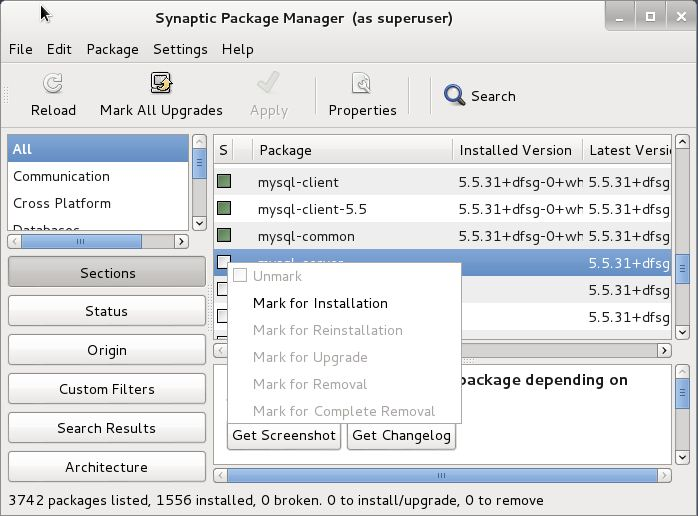 Synaptic Package Manager (as superuser)
File Edit Package Settings Help
Reload Mark All Upgrades Apply Properties Search
All
Communication
Cross Platform
Databases
Sections
Status
Origin
Custom Filters
Search Results
Architecture
S Package Installed Version Latest Versi
mysql-client 5.5.31+dfsg-0+wh 5.5.31+dfsg
mysql-client-5.5 5.5.31+dfsg-0+wh 5.5.31+dfsg
mysql-common 5.5.31+dfsg-0+wh 5.5.31+dfsg
mysql-server 5.5.31+dfsg
5.5.31+dfsg
5.5.31+dfsg
Unmark
Mark for Installation
Mark for Reinstallation
Mark for Upgrade
Mark for Removal
Mark for Complete Removal
package depending on
Get Screenshot Get Changelog
3742 packages listed, 1556 installed, 0 broken. 0 to install/upgrade, 0 to remove